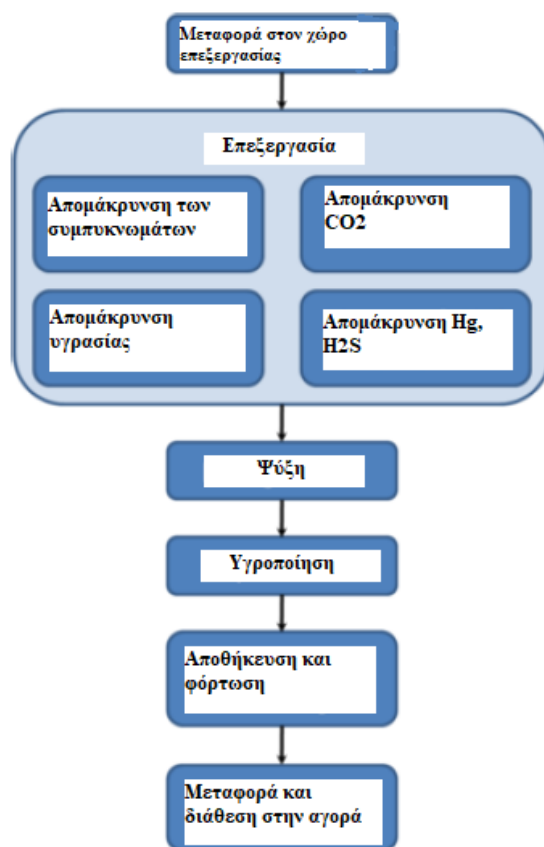 Μεταφορά στον χώρο
επεξεργασίας
Επεξεργασία
Απομάκρυνση των
συμπυκνωμάτων
Απομάκρυνση
CO2
Απομάκρυνση
υγρασίας
Απομάκρυνση Hg,
H2S
Ψύξη
Υγροποίηση
Αποθήκευση και
φόρτωση
Μεταφορά και
διάθεση στην αγορά